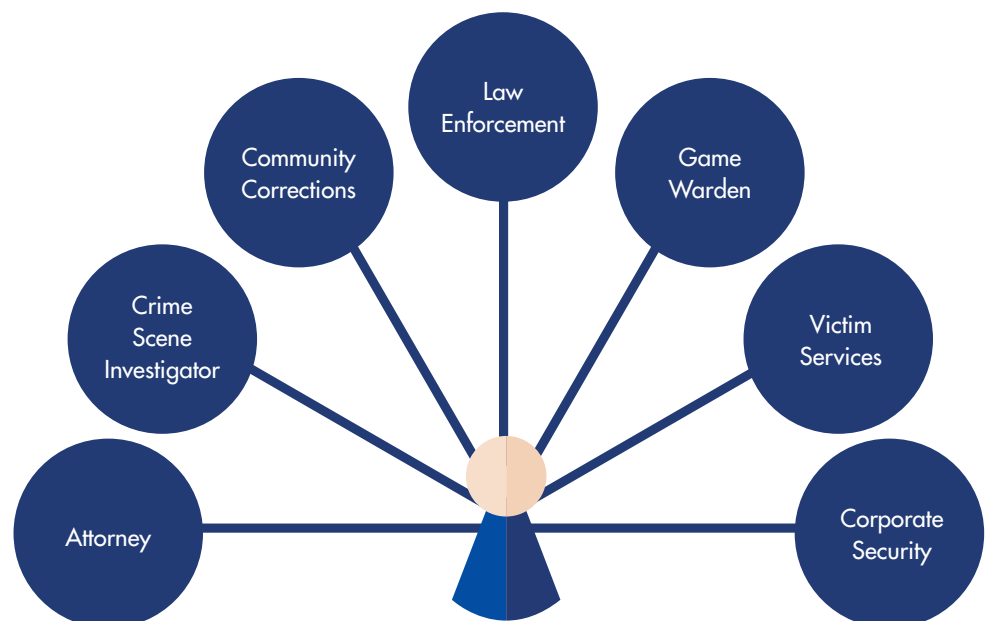 Law
Enforcement
Community
Corrections
Game
Warden
Crime
Scene
Investigator
Victim
Services
Attorney
Corporate
Security